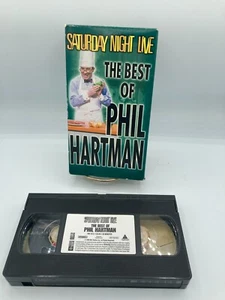 SATURDAY NIGHT LIVE
THE BEST
OF
PHIL
HARTMAN
SATURDAY NIGHT LIVE
THE BEST OF
PHIL HARTMAN